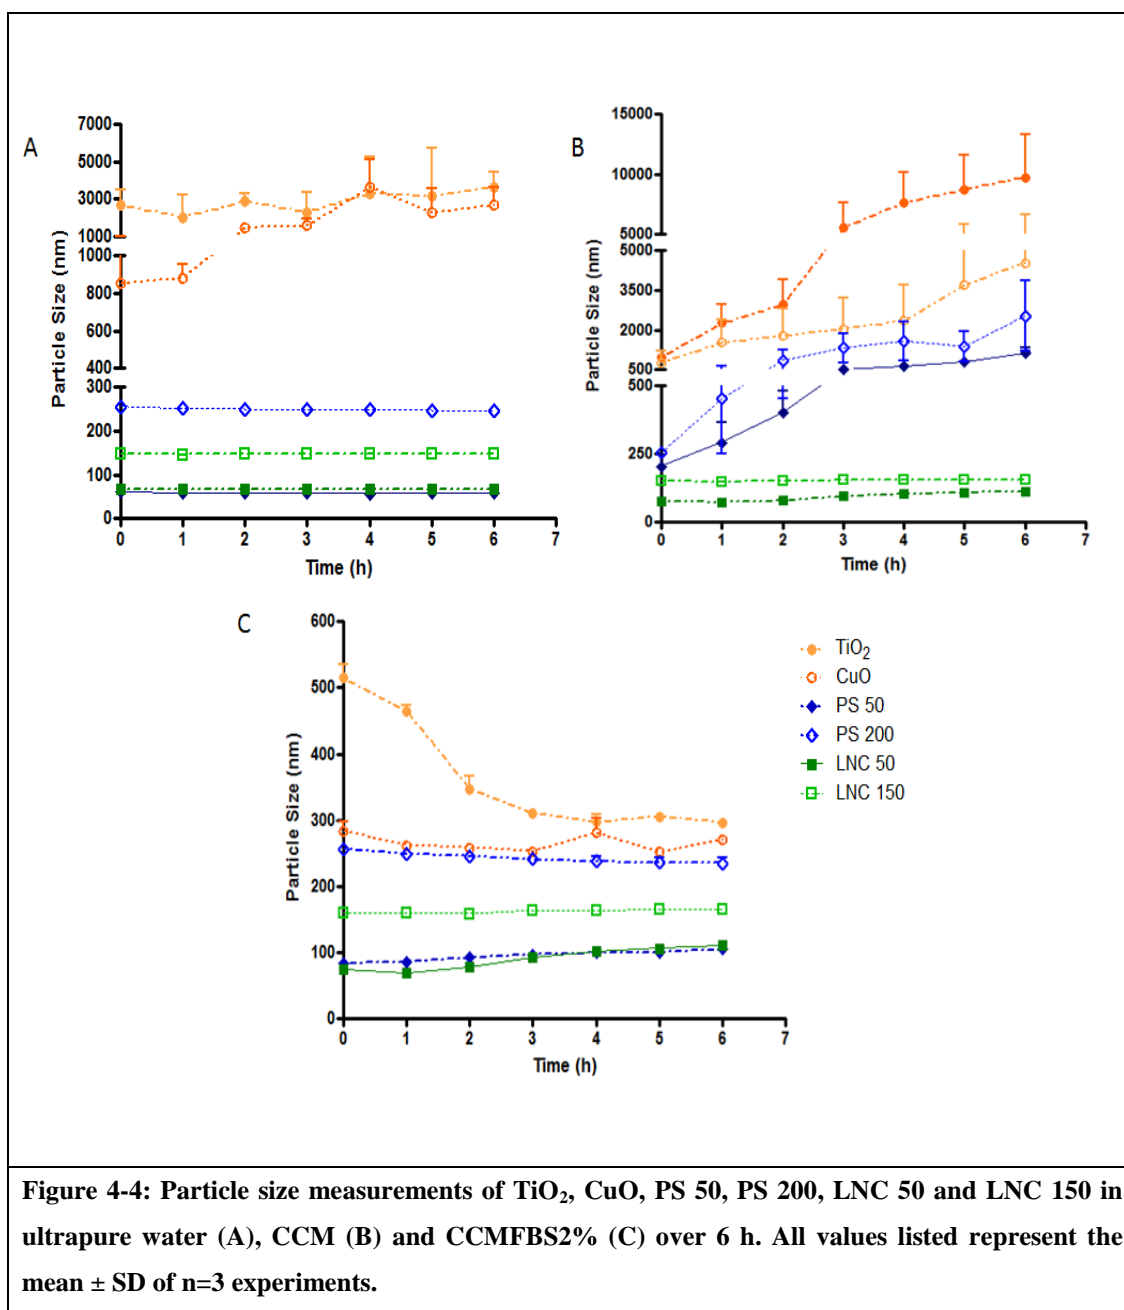 A
7000
5000
3000
1000
1000
800
600
400
300
200
100
0
Particle Size (nm)
0 1 2 3 4 5 6 7
Time (h)
B
15000
10000
5000
5000
3500
2000
500
500
250
0
Particle Size (nm)
0 1 2 3 4 5 6 7
Time (h)
C
600
500
400
300
200
100
0
Particle Size (nm)
0 1 2 3 4 5 6 7
Time (h)
TiO₂
CuO
PS 50
PS 200
LNC 50
LNC 150
Figure 4-4: Particle size measurements of TiO₂, CuO, PS 50, PS 200, LNC 50 and LNC 150 in
ultrapure water (A), CCM (B) and CCMFBS2% (C) over 6 h. All values listed represent the
mean ± SD of n=3 experiments.